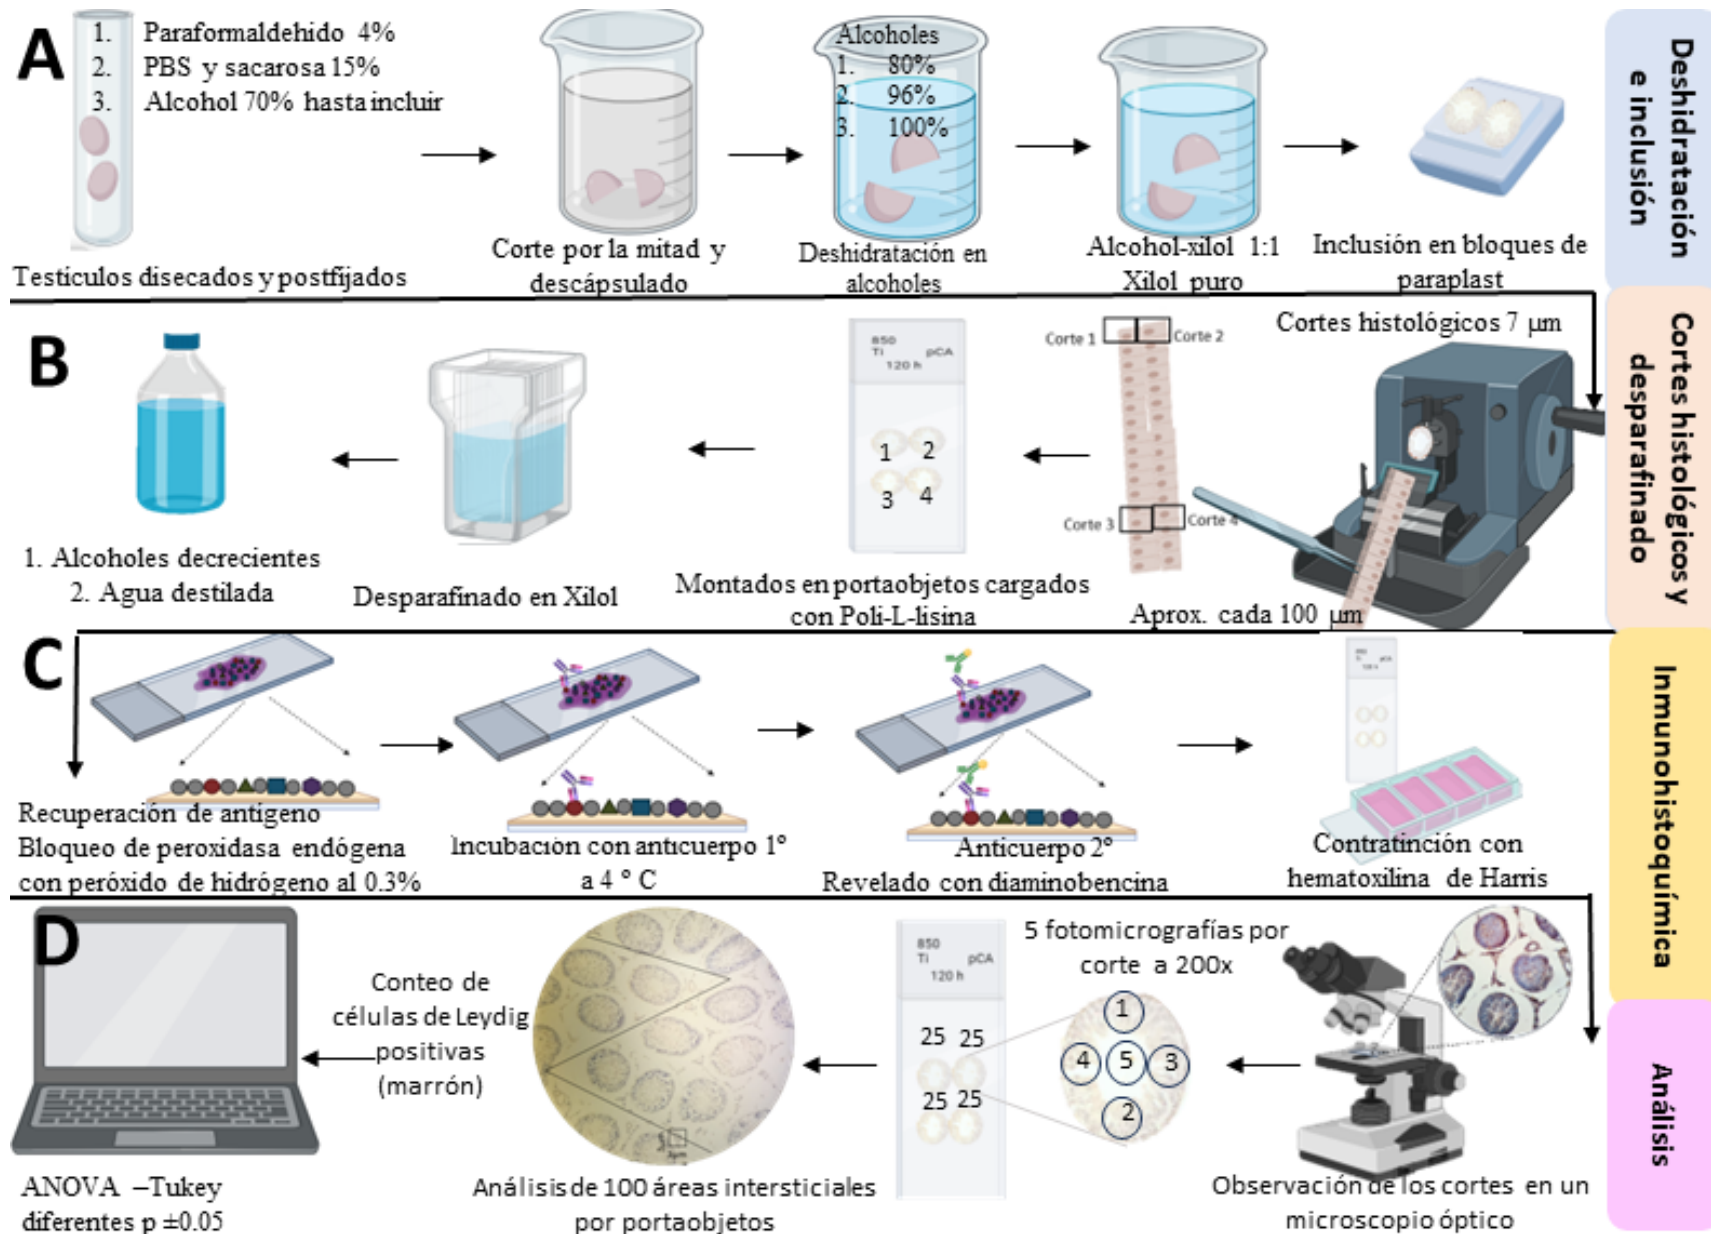 A
1. Paraformaldehido 4%
2. PBS y sacarosa 15%
3. Alcohol 70% hasta incluir
Testículos disecados y postfijados
Corte por la mitad y
descápsulado
Alcoholes
1. 80%
2. 96%
3. 100%
Deshidratación en
alcoholes
Alcohol-xilol 1:1
Xilol puro
Inclusión en bloques de
paraplast
Deshidratación
e inclusión
B
Cortes histológicos 7 µm
Corte 1
Corte 2
Corte 3
Corte 4
Aprox. cada 100 µm
850
Ti pCA
120 h
1 2
3 4
Montados en portaobjetos cargados
con Poli-L-lisina
Desparafinado en Xilol
1. Alcoholes decrecientes
2. Agua destilada
Cortes histológicos y
desparafinado
C
Recuperación de antígeno
Bloqueo de peroxidasa endógena
con peróxido de hidrógeno al 0.3%
Incubación con anticuerpo 1º
a 4 º C
Anticuerpo 2º
Revelado con diaminobencina
850
Ti pCA
120 h
Contratinción con
hematoxilina de Harris
Inmunohistoquímica
D
Observación de los cortes en un
microscopio óptico
5 fotomicrografías por
corte a 200x
1
4 5 3
2
850
Ti pCA
120 h
25 25
25 25
Análisis de 100 áreas intersticiales
por portaobjetos
Conteo de
células de Leydig
positivas
(marrón)
ANOVA –Tukey
diferentes p ±0.05
Análisis